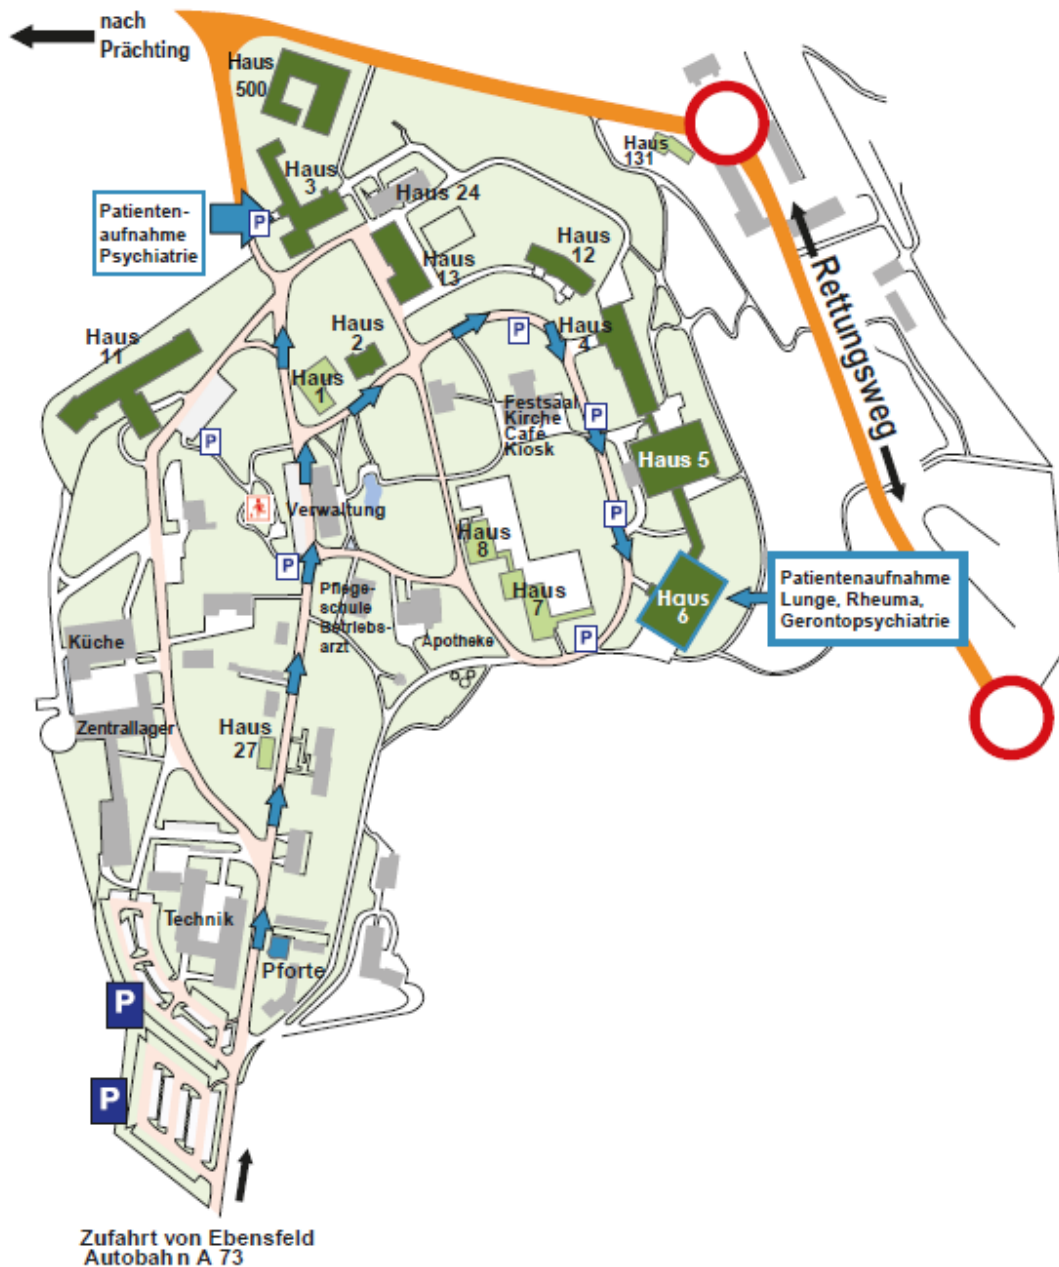 nach
Prächting
Haus
500
Haus
131
Haus
3
Haus 24
Patienten-
aufnahme
Psychiatrie
P
Haus
12
Haus
13
Rettungsweg
Haus
11
Haus
2
Haus
1
P
Haus
4
Festsaal
Kirche
Café
Kiosk
P
P
Haus 5
Verwaltung
P
Haus
8
P
Pflege-
schule
Betriebs-
arzt
Haus
7
Haus
6
Patientenaufnahme
Lunge, Rheuma,
Gerontopsychiatrie
Küche
Apotheke
P
Zentrallager
Haus
27
Technik
Pforte
P
P
Zufahrt von Ebensfeld
Autobahn A 73